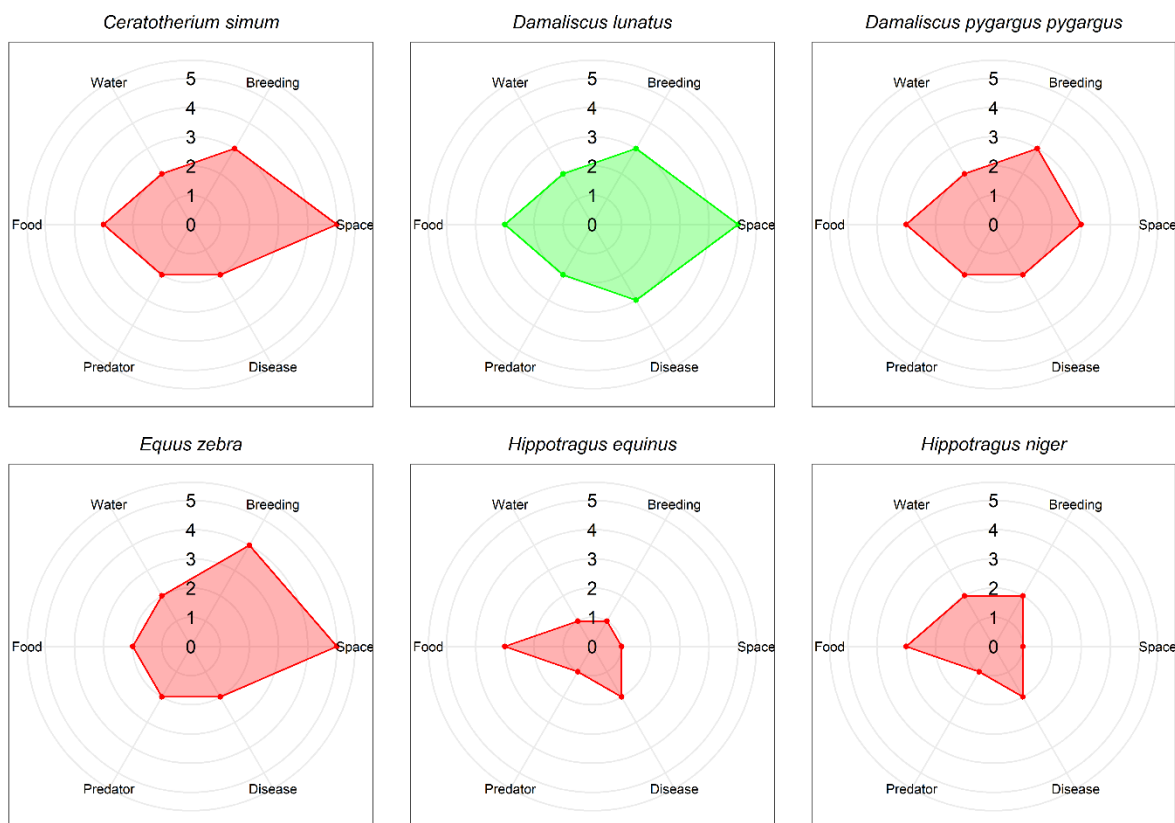 Ceratotherium simum
Damaliscus lunatus
Damaliscus pygargus pygargus
Water
Breeding
5
4
3
2
1
0
Food
Space
Predator
Disease
Water
Breeding
5
4
3
2
1
0
Food
Space
Predator
Disease
Water
Breeding
5
4
3
2
1
0
Food
Space
Predator
Disease
Equus zebra
Hippotragus equinus
Hippotragus niger
Water
Breeding
5
4
3
2
1
0
Food
Space
Predator
Disease
Water
Breeding
5
4
3
2
1
0
Food
Space
Predator
Disease
Water
Breeding
5
4
3
2
1
0
Food
Space
Predator
Disease